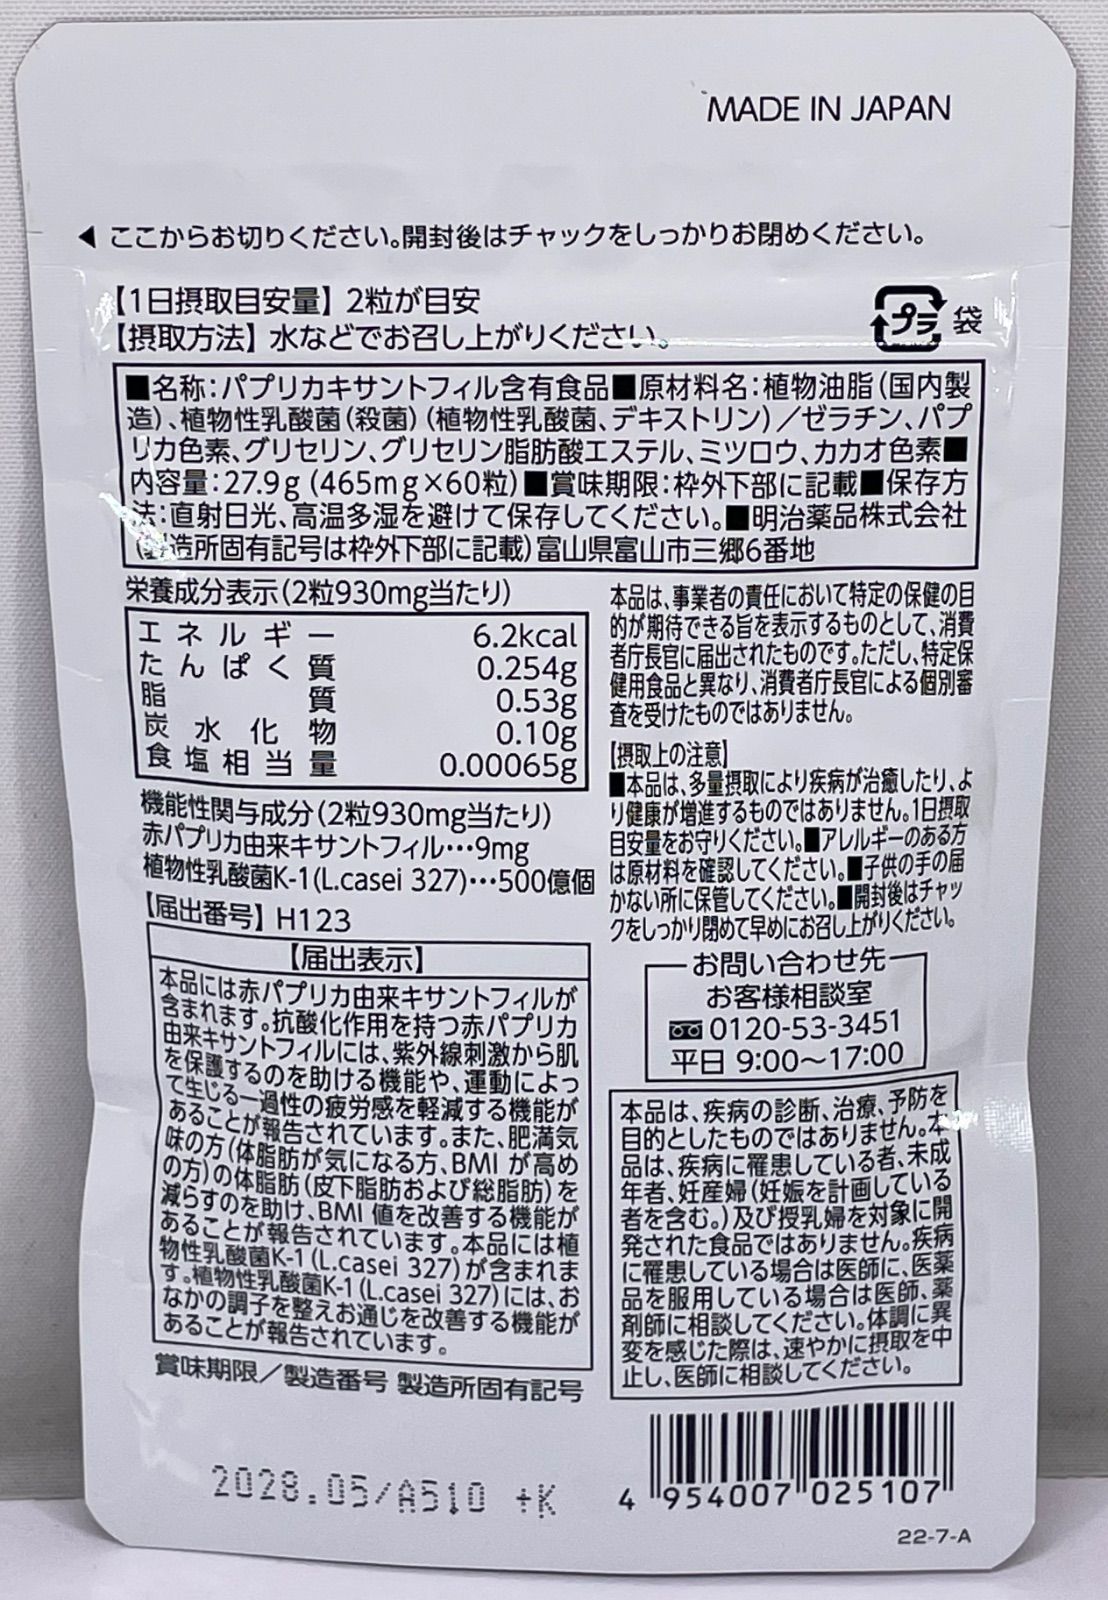 MADE IN JAPAN
◀ ここからお切りください。開封後はチャックをしっかりお閉めください。
【1日摂取目安量】 2粒が目安
【摂取方法】 水などでお召し上がりください。
プラ 袋
■名称：パプリカキサントフィル含有食品■原材料名：植物油脂（国内製
造）、植物性乳酸菌（殺菌）（植物性乳酸菌、デキストリン）／ゼラチン、パプ
リカ色素、グリセリン、グリセリン脂肪酸エステル、ミツロウ、カカオ色素■
内容量：27.9g（465mg×60粒）■賞味期限：枠外下部に記載■保存方
法：直射日光、高温多湿を避けて保存してください。■明治薬品株式会社
（製造所固有記号は枠外下部に記載）富山県富山市三郷6番地
栄養成分表示（2粒930mg当たり）
エネルギー 6.2kcal
たんぱく質 0.254g
脂質 0.53g
炭水化物 0.10g
食塩相当量 0.00065g
機能性関与成分（2粒930mg当たり）
赤パプリカ由来キサントフィル…9mg
植物性乳酸菌K-1(L.casei 327)…500億個
【届出番号】H123
【届出表示】
本品には赤パプリカ由来キサントフィルが
含まれます。抗酸化作用を持つ赤パプリカ
由来キサントフィルには、紫外線刺激から肌
を保護するのを助ける機能や、運動によっ
て生じる一過性の疲労感を軽減する機能が
あることが報告されています。また、肥満気
味の方（体脂肪が気になる方、BMI が高め
の方）の体脂肪（皮下脂肪および総脂肪）を
減らすのを助け、BMI 値を改善する機能が
あることが報告されています。本品には植
物性乳酸菌K-1（L.casei 327）が含まれま
す。植物性乳酸菌K-1（L.casei 327）には、お
なかの調子を整えお通じを改善する機能が
あることが報告されています。
賞味期限／製造番号 製造所固有記号
2028.05/A510 +K
本品は、事業者の責任において特定の保健の目
的が期待できる旨を表示するものとして、消費
者庁長官に届出されたものです。ただし、特定保
健用食品と異なり、消費者庁長官による個別審
査を受けたものではありません。
【摂取上の注意】
■本品は、多量摂取により疾病が治癒したり、よ
り健康が増進するものではありません。1日摂取
目安量をお守りください。■アレルギーのある方
は原材料を確認してください。■子供の手の届
かない所に保管してください。■開封後はチャッ
クをしっかり閉めて早めにお召し上がりください。
お問い合わせ先
お客様相談室
0120-53-3451
平日 9:00〜17:00
本品は、疾病の診断、治療、予防を
目的としたものではありません。本
品は、疾病に罹患している者、未成
年者、妊産婦（妊娠を計画している
者を含む。）及び授乳婦を対象に開
発された食品ではありません。疾病
に罹患している場合は医師に、医薬
品を服用している場合は医師、薬
剤師に相談してください。体調に異
変を感じた際は、速やかに摂取を中
止し、医師に相談してください。
4 954007 025107
22-7-A